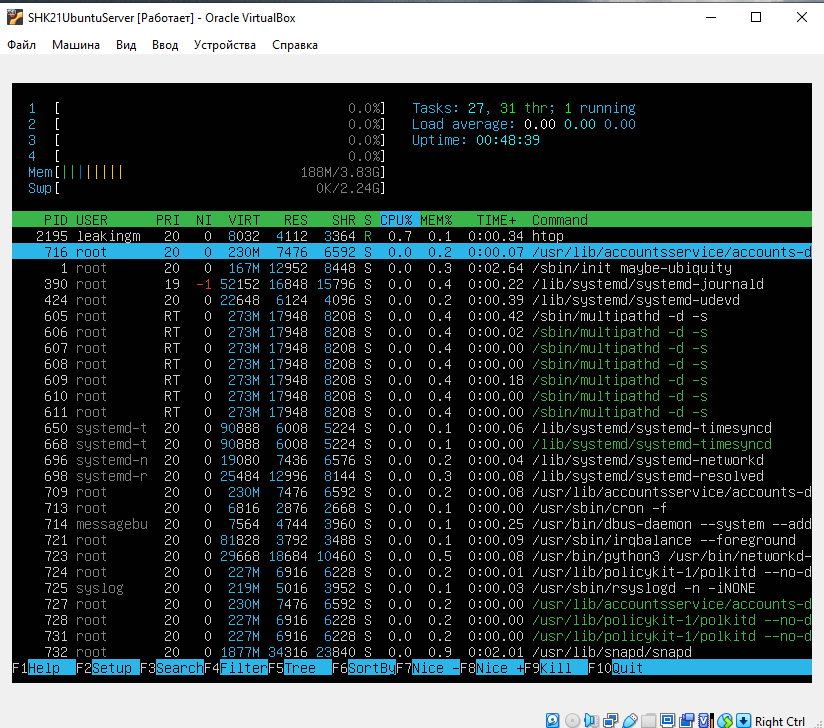 SHK21UbuntuServer [Работает] - Oracle VirtualBox
Файл Машина Вид Ввод Устройства Справка
1 [ 0.0%] Tasks: 27, 31 thr; 1 running
2 [ 0.0%] Load average: 0.00 0.00 0.00
3 [ 0.0%] Uptime: 00:48:39
4 [ 0.0%]
Mem[||||||||| 188M/3.83G]
Swp[ 0K/2.24G]
PID USER PRI NI VIRT RES SHR S CPU% MEM% TIME+ Command
2195 leakingm 20 0 8032 4112 3364 R 0.7 0.1 0:00.34 htop
716 root 20 0 230M 7476 6592 S 0.0 0.2 0:00.07 /usr/lib/accountsservice/accounts-d
1 root 20 0 167M 12952 8448 S 0.0 0.3 0:02.64 /sbin/init maybe-ubiquity
390 root 19 -1 52152 16848 15796 S 0.0 0.4 0:00.22 /lib/systemd/systemd-journald
424 root 20 0 22648 6124 4096 S 0.0 0.2 0:00.39 /lib/systemd/systemd-udevd
605 root RT 0 273M 17948 8208 S 0.0 0.4 0:00.42 /sbin/multipathd -d -s
606 root RT 0 273M 17948 8208 S 0.0 0.4 0:00.02 /sbin/multipathd -d -s
607 root RT 0 273M 17948 8208 S 0.0 0.4 0:00.00 /sbin/multipathd -d -s
608 root RT 0 273M 17948 8208 S 0.0 0.4 0:00.00 /sbin/multipathd -d -s
609 root RT 0 273M 17948 8208 S 0.0 0.4 0:00.18 /sbin/multipathd -d -s
610 root RT 0 273M 17948 8208 S 0.0 0.4 0:00.00 /sbin/multipathd -d -s
611 root RT 0 273M 17948 8208 S 0.0 0.4 0:00.00 /sbin/multipathd -d -s
650 systemd-t 20 0 90888 6008 5224 S 0.0 0.1 0:00.06 /lib/systemd/systemd-timesyncd
668 systemd-t 20 0 90888 6008 5224 S 0.0 0.1 0:00.00 /lib/systemd/systemd-timesyncd
696 systemd-n 20 0 19080 7436 6576 S 0.0 0.2 0:00.04 /lib/systemd/systemd-networkd
698 systemd-r 20 0 25484 12996 8144 S 0.0 0.3 0:00.08 /lib/systemd/systemd-resolved
709 root 20 0 230M 7476 6592 S 0.0 0.2 0:00.08 /usr/lib/accountsservice/accounts-d
713 root 20 0 6816 2876 2668 S 0.0 0.1 0:00.00 /usr/sbin/cron -f
714 messagebu 20 0 7564 4744 3960 S 0.0 0.1 0:00.25 /usr/bin/dbus-daemon --system --add
721 root 20 0 81828 3792 3488 S 0.0 0.1 0:00.09 /usr/sbin/irqbalance --foreground
723 root 20 0 29668 18684 10460 S 0.0 0.5 0:00.08 /usr/bin/python3 /usr/bin/networkd-
724 root 20 0 227M 6916 6228 S 0.0 0.2 0:00.01 /usr/lib/policykit-1/polkitd --no-d
725 syslog 20 0 219M 5016 3952 S 0.0 0.1 0:00.03 /usr/sbin/rsyslogd -n -iNONE
727 root 20 0 230M 7476 6592 S 0.0 0.2 0:00.00 /usr/lib/accountsservice/accounts-d
728 root 20 0 227M 6916 6228 S 0.0 0.2 0:00.00 /usr/lib/policykit-1/polkitd --no-d
731 root 20 0 227M 6916 6228 S 0.0 0.2 0:00.00 /usr/lib/policykit-1/polkitd --no-d
732 root 20 0 1877M 34316 23840 S 0.0 0.9 0:02.01 /usr/lib/snapd/snapd
F1Help F2Setup F3SearchF4FilterF5Tree F6SortByF7Nice -F8Nice +F9Kill F10Quit
Right Ctrl